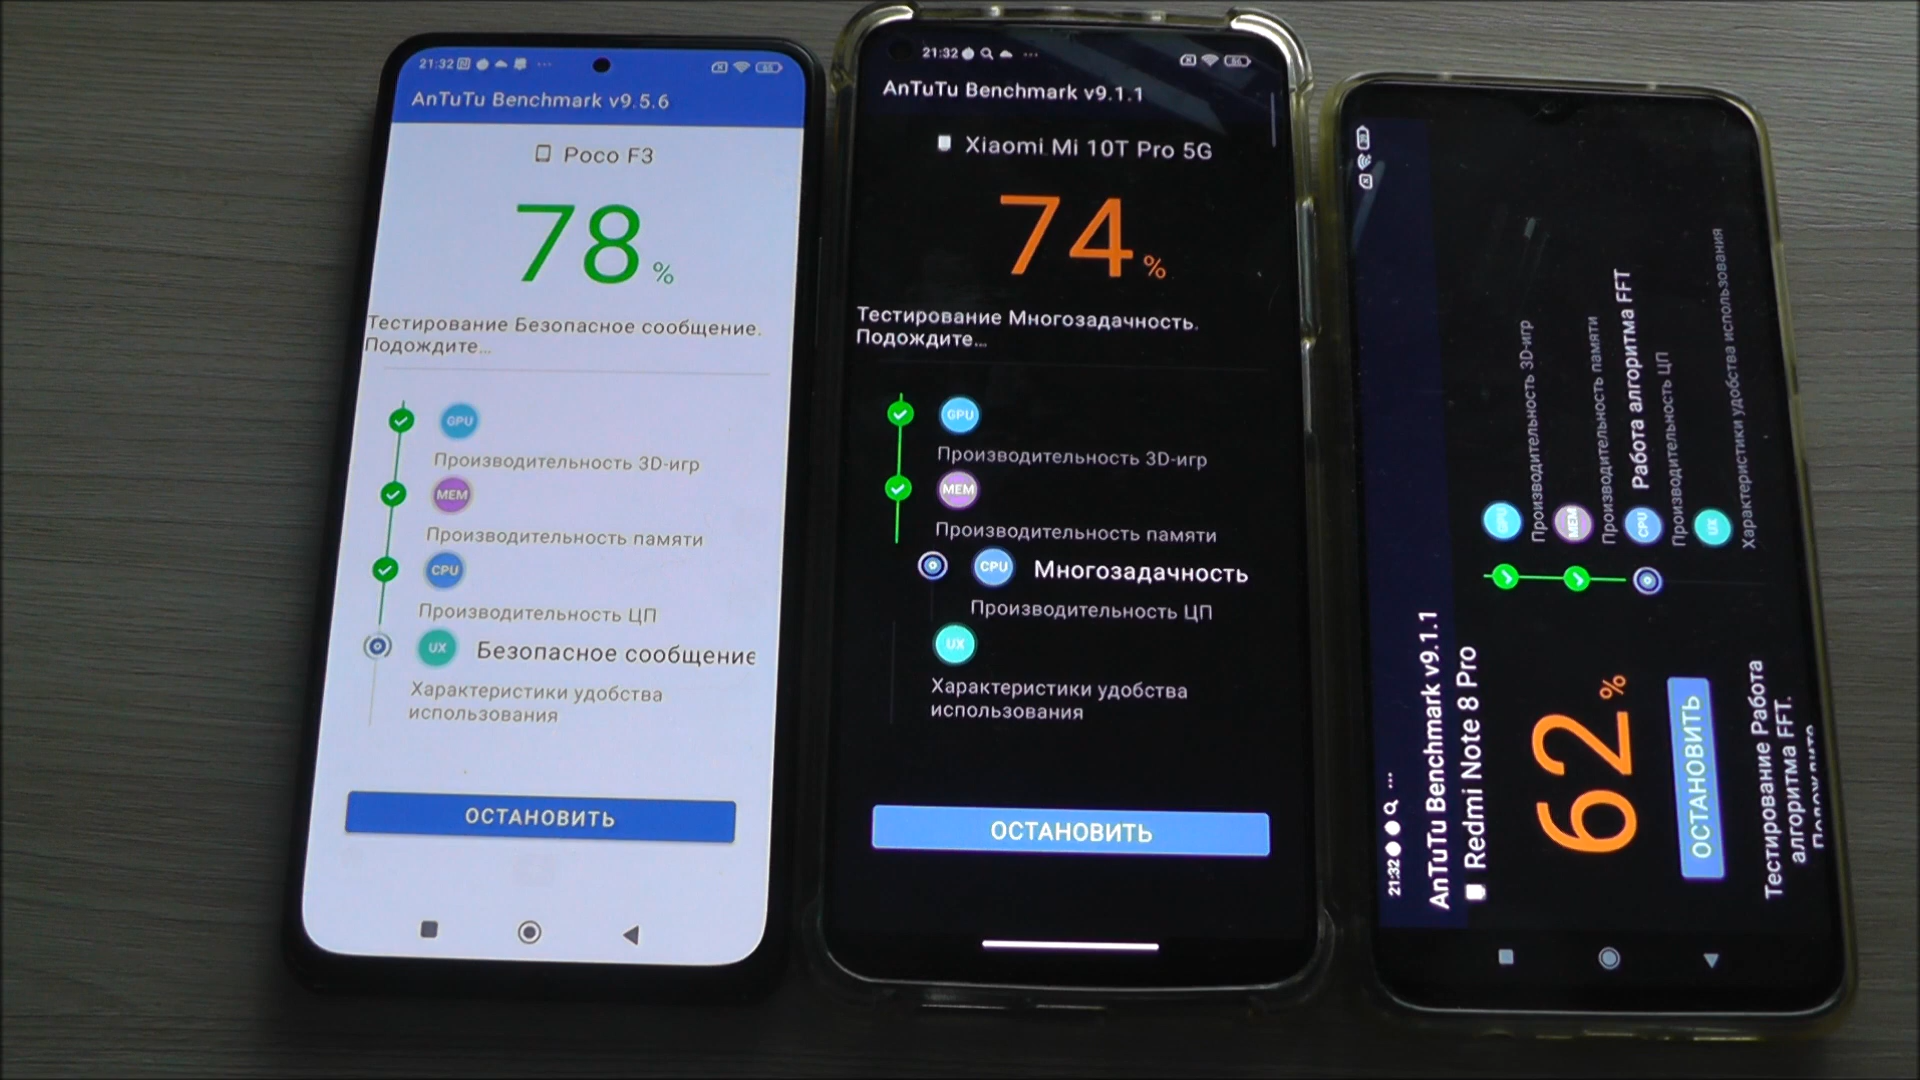 21:32
AnTuTu Benchmark v9.5.6
Poco F3
78 %
Тестирование Безопасное сообщение.
Подождите...
GPU
Производительность 3D-игр
MEM
Производительность памяти
CPU
Производительность ЦП
UX Безопасное сообщение
Характеристики удобства
использования
ОСТАНОВИТЬ
21:32
AnTuTu Benchmark v9.1.1
Xiaomi Mi 10T Pro 5G
74 %
Тестирование Многозадачность.
Подождите...
GPU
Производительность 3D-игр
MEM
Производительность памяти
CPU Многозадачность
Производительность ЦП
UX
Характеристики удобства
использования
ОСТАНОВИТЬ
21:32
AnTuTu Benchmark v9.1.1
Redmi Note 8 Pro
62 %
ОСТАНОВИТЬ
Тестирование Работа
алгоритма FFT.
GPU
Производительность 3D-игр
MEM
Производительность памяти
CPU Работа алгоритма FFT
Производительность ЦП
UX
Характеристики удобства использования